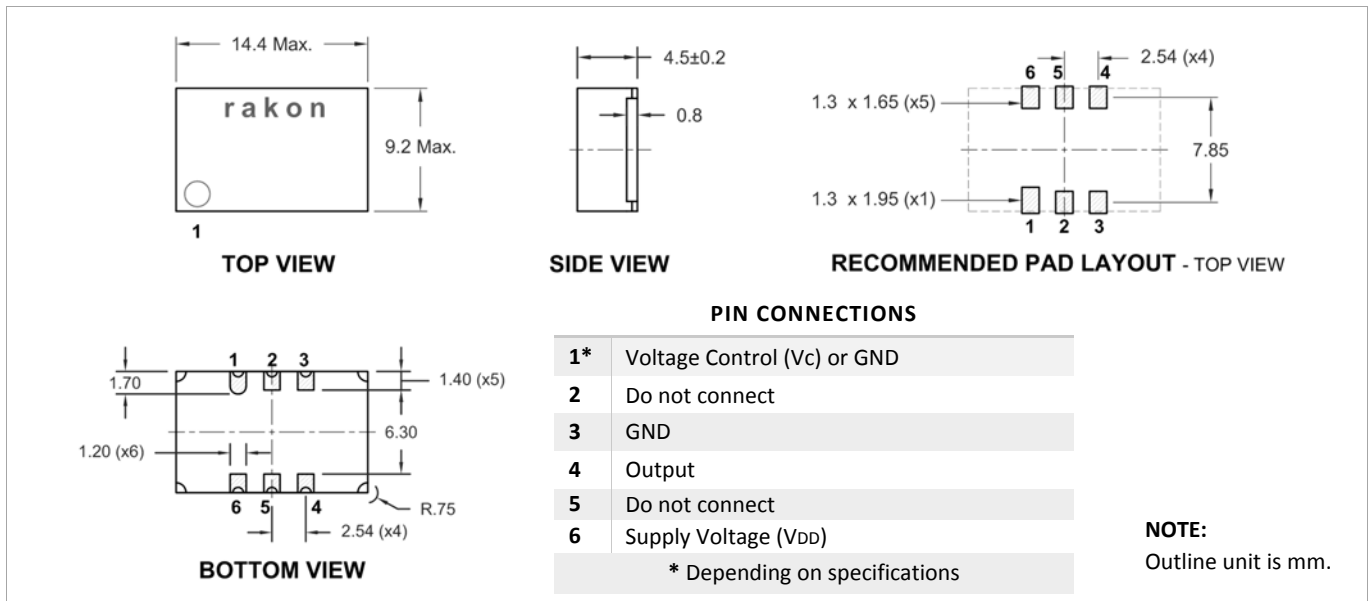 14.4 Max.
rakon
9.2 Max.
1
TOP VIEW
4.5±0.2
0.8
SIDE VIEW
2.54 (x4)
6 5 4
1.3 x 1.65 (x5)
7.85
1.3 x 1.95 (x1)
1 2 3
RECOMMENDED PAD LAYOUT - TOP VIEW
1 2 3
1.70
1.40 (x5)
6.30
1.20 (x6)
6 5 4
R.75
2.54 (x4)
BOTTOM VIEW
PIN CONNECTIONS
1* Voltage Control (Vc) or GND
2 Do not connect
3 GND
4 Output
5 Do not connect
6 Supply Voltage (VDD)
* Depending on specifications
NOTE:
Outline unit is mm.